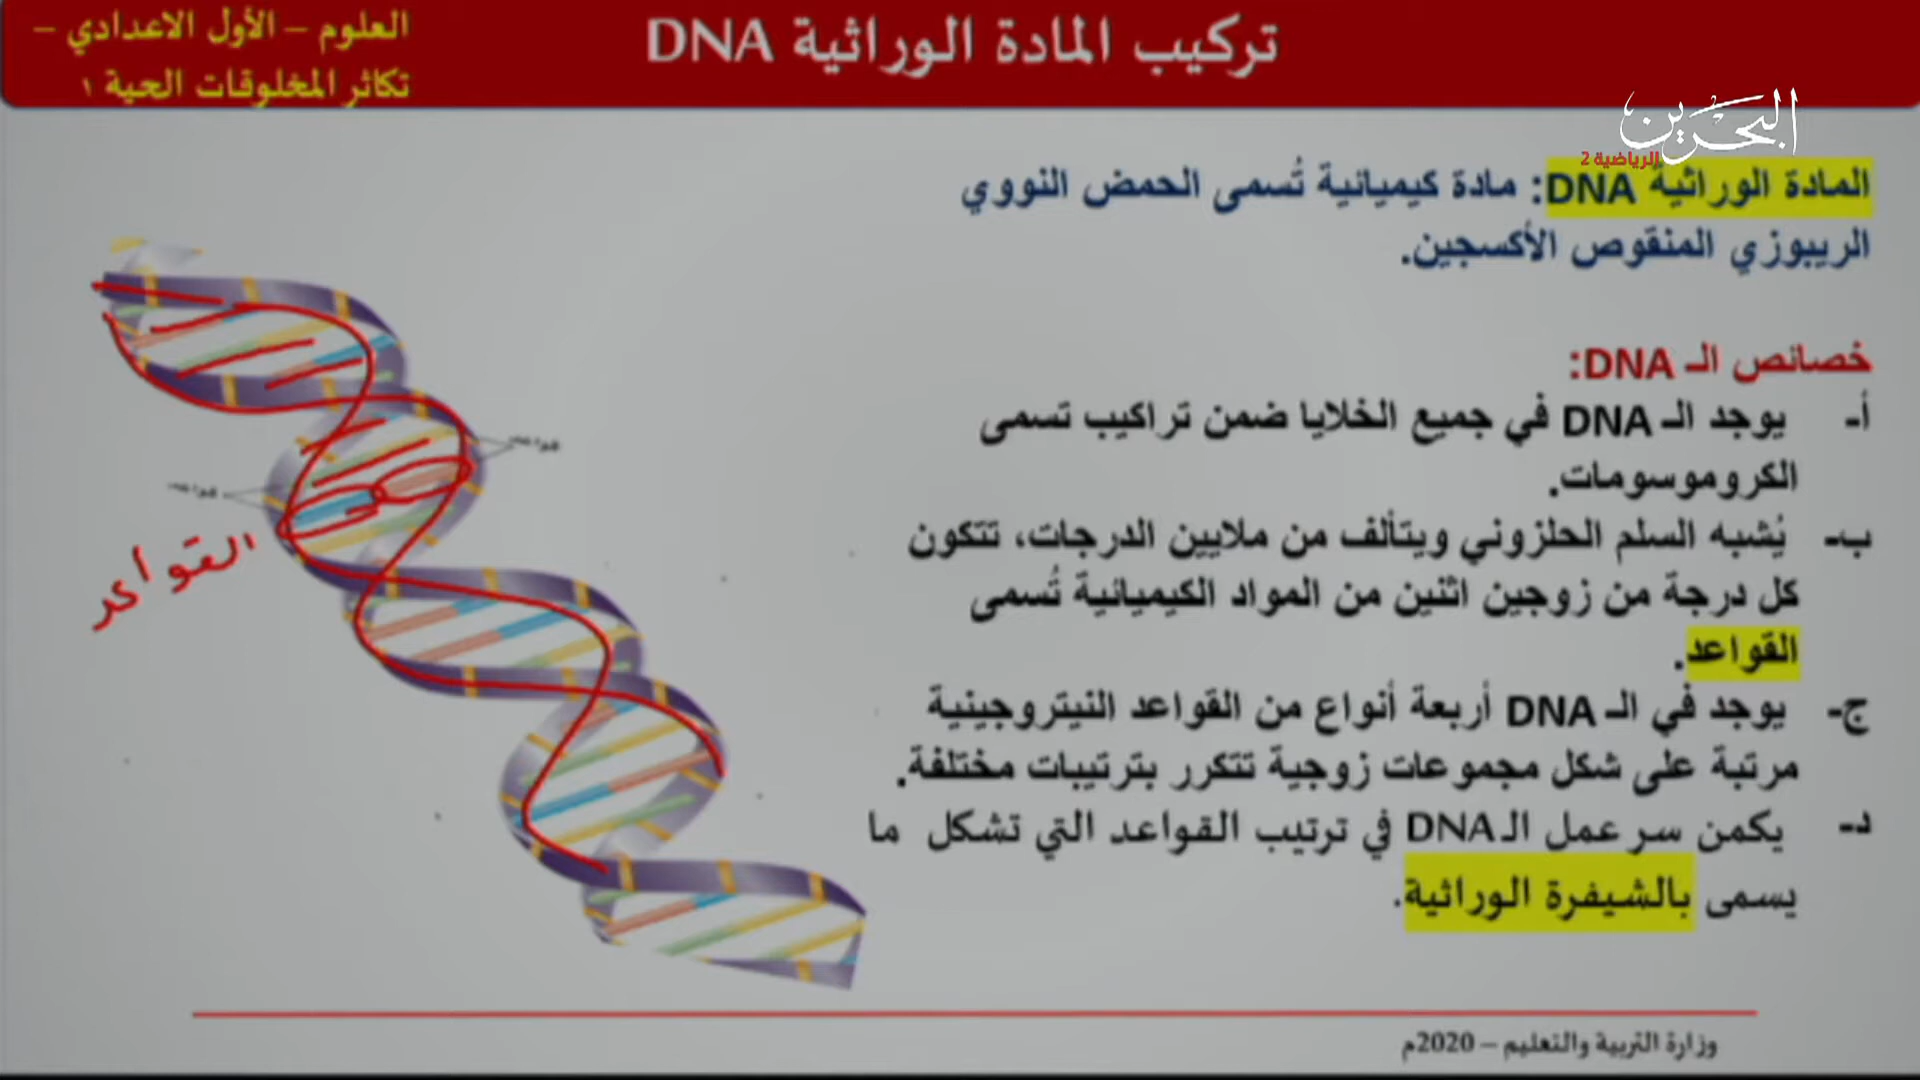 تركيب المادة الوراثية DNA
العلوم – الأول الاعدادي –
تكاثر المخلوقات الحية ١
البحرين
الرياضية 2
المادة الوراثية DNA: مادة كيميائية تُسمى الحمض النووي
الريبوزي المنقوص الأكسجين.
خصائص الـ DNA:
أ- يوجد الـ DNA في جميع الخلايا ضمن تراكيب تسمى
الكروموسومات.
ب- يُشبه السلم الحلزوني ويتألف من ملايين الدرجات، تتكون
كل درجة من زوجين اثنين من المواد الكيميائية تُسمى
القواعد.
ج- يوجد في الـ DNA أربعة أنواع من القواعد النيتروجينية
مرتبة على شكل مجموعات زوجية تتكرر بترتيبات مختلفة.
د- يكمن سر عمل الـ DNA في ترتيب القواعد التي تشكل ما
يسمى بالشيفرة الوراثية.
قواعد
قواعد
القواعد
وزارة التربية والتعليم – 2020م